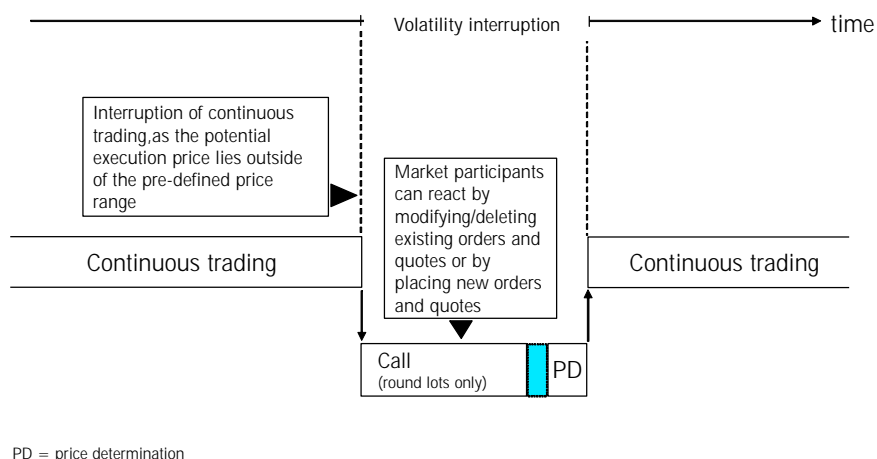 Volatility interruption
time
Interruption of continuous
trading,as the potential
execution price lies outside
of the pre-defined price
range
Market participants
can react by
modifying/deleting
existing orders and
quotes or by
placing new orders
and quotes
Continuous trading
Continuous trading
Call
(round lots only)
PD
PD = price determination